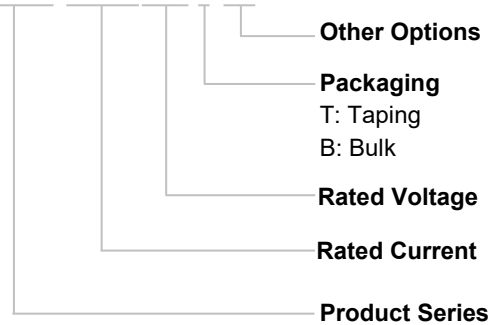 Other Options
Packaging
T: Taping
B: Bulk
Rated Voltage
Rated Current
Product Series